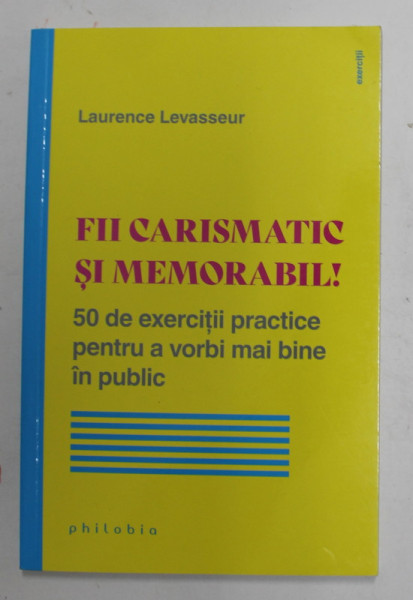 exerciții
Laurence Levasseur
FII CARISMATIC
ȘI MEMORABIL!
50 de exerciții practice
pentru a vorbi mai bine
în public
philobia